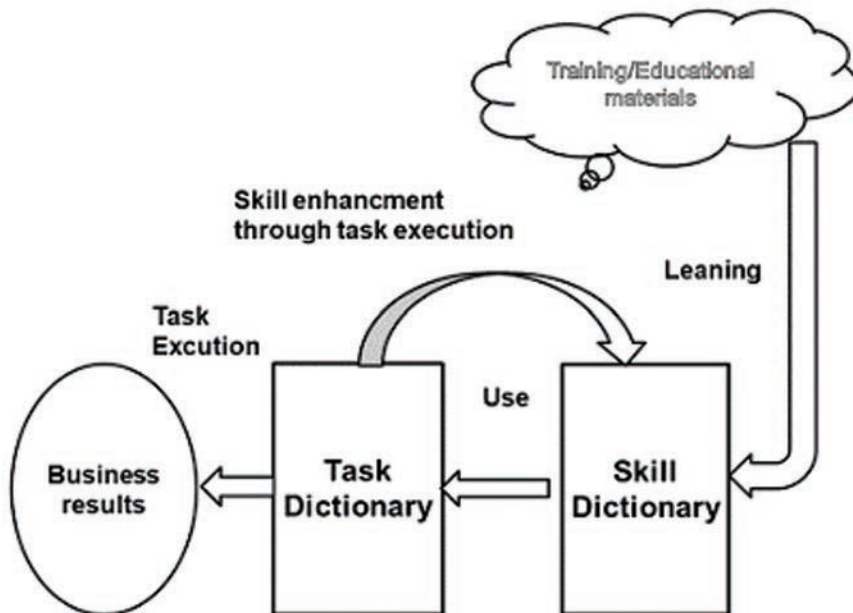 Training/Educational
materials
Skill enhancment
through task execution
Leaning
Task
Excution
Use
Business
results
Task
Dictionary
Skill
Dictionary